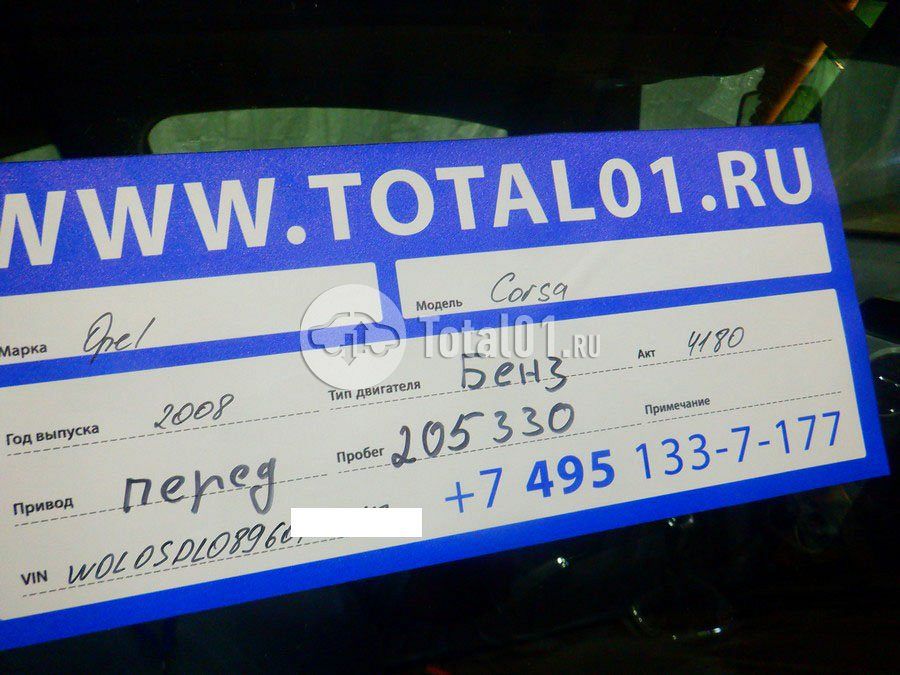 WWW.TOTAL01.RU
Марка Opel Модель Corsa
Total01.RU
Год выпуска 2008 Тип двигателя Бенз Акт 4180
Привод перед Пробег 205330 Примечание
+7 495 133-7-177
VIN